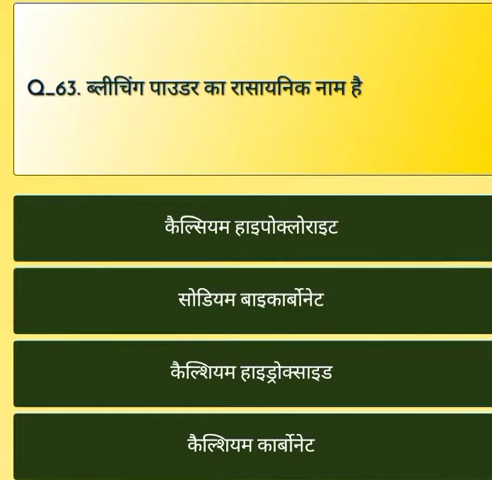 Q_63. ब्लीचिंग पाउडर का रासायनिक नाम है
कैल्सियम हाइपोक्लोराइट
सोडियम बाइकार्बोनेट
कैल्शियम हाइड्रोक्साइड
कैल्शियम कार्बोनेट